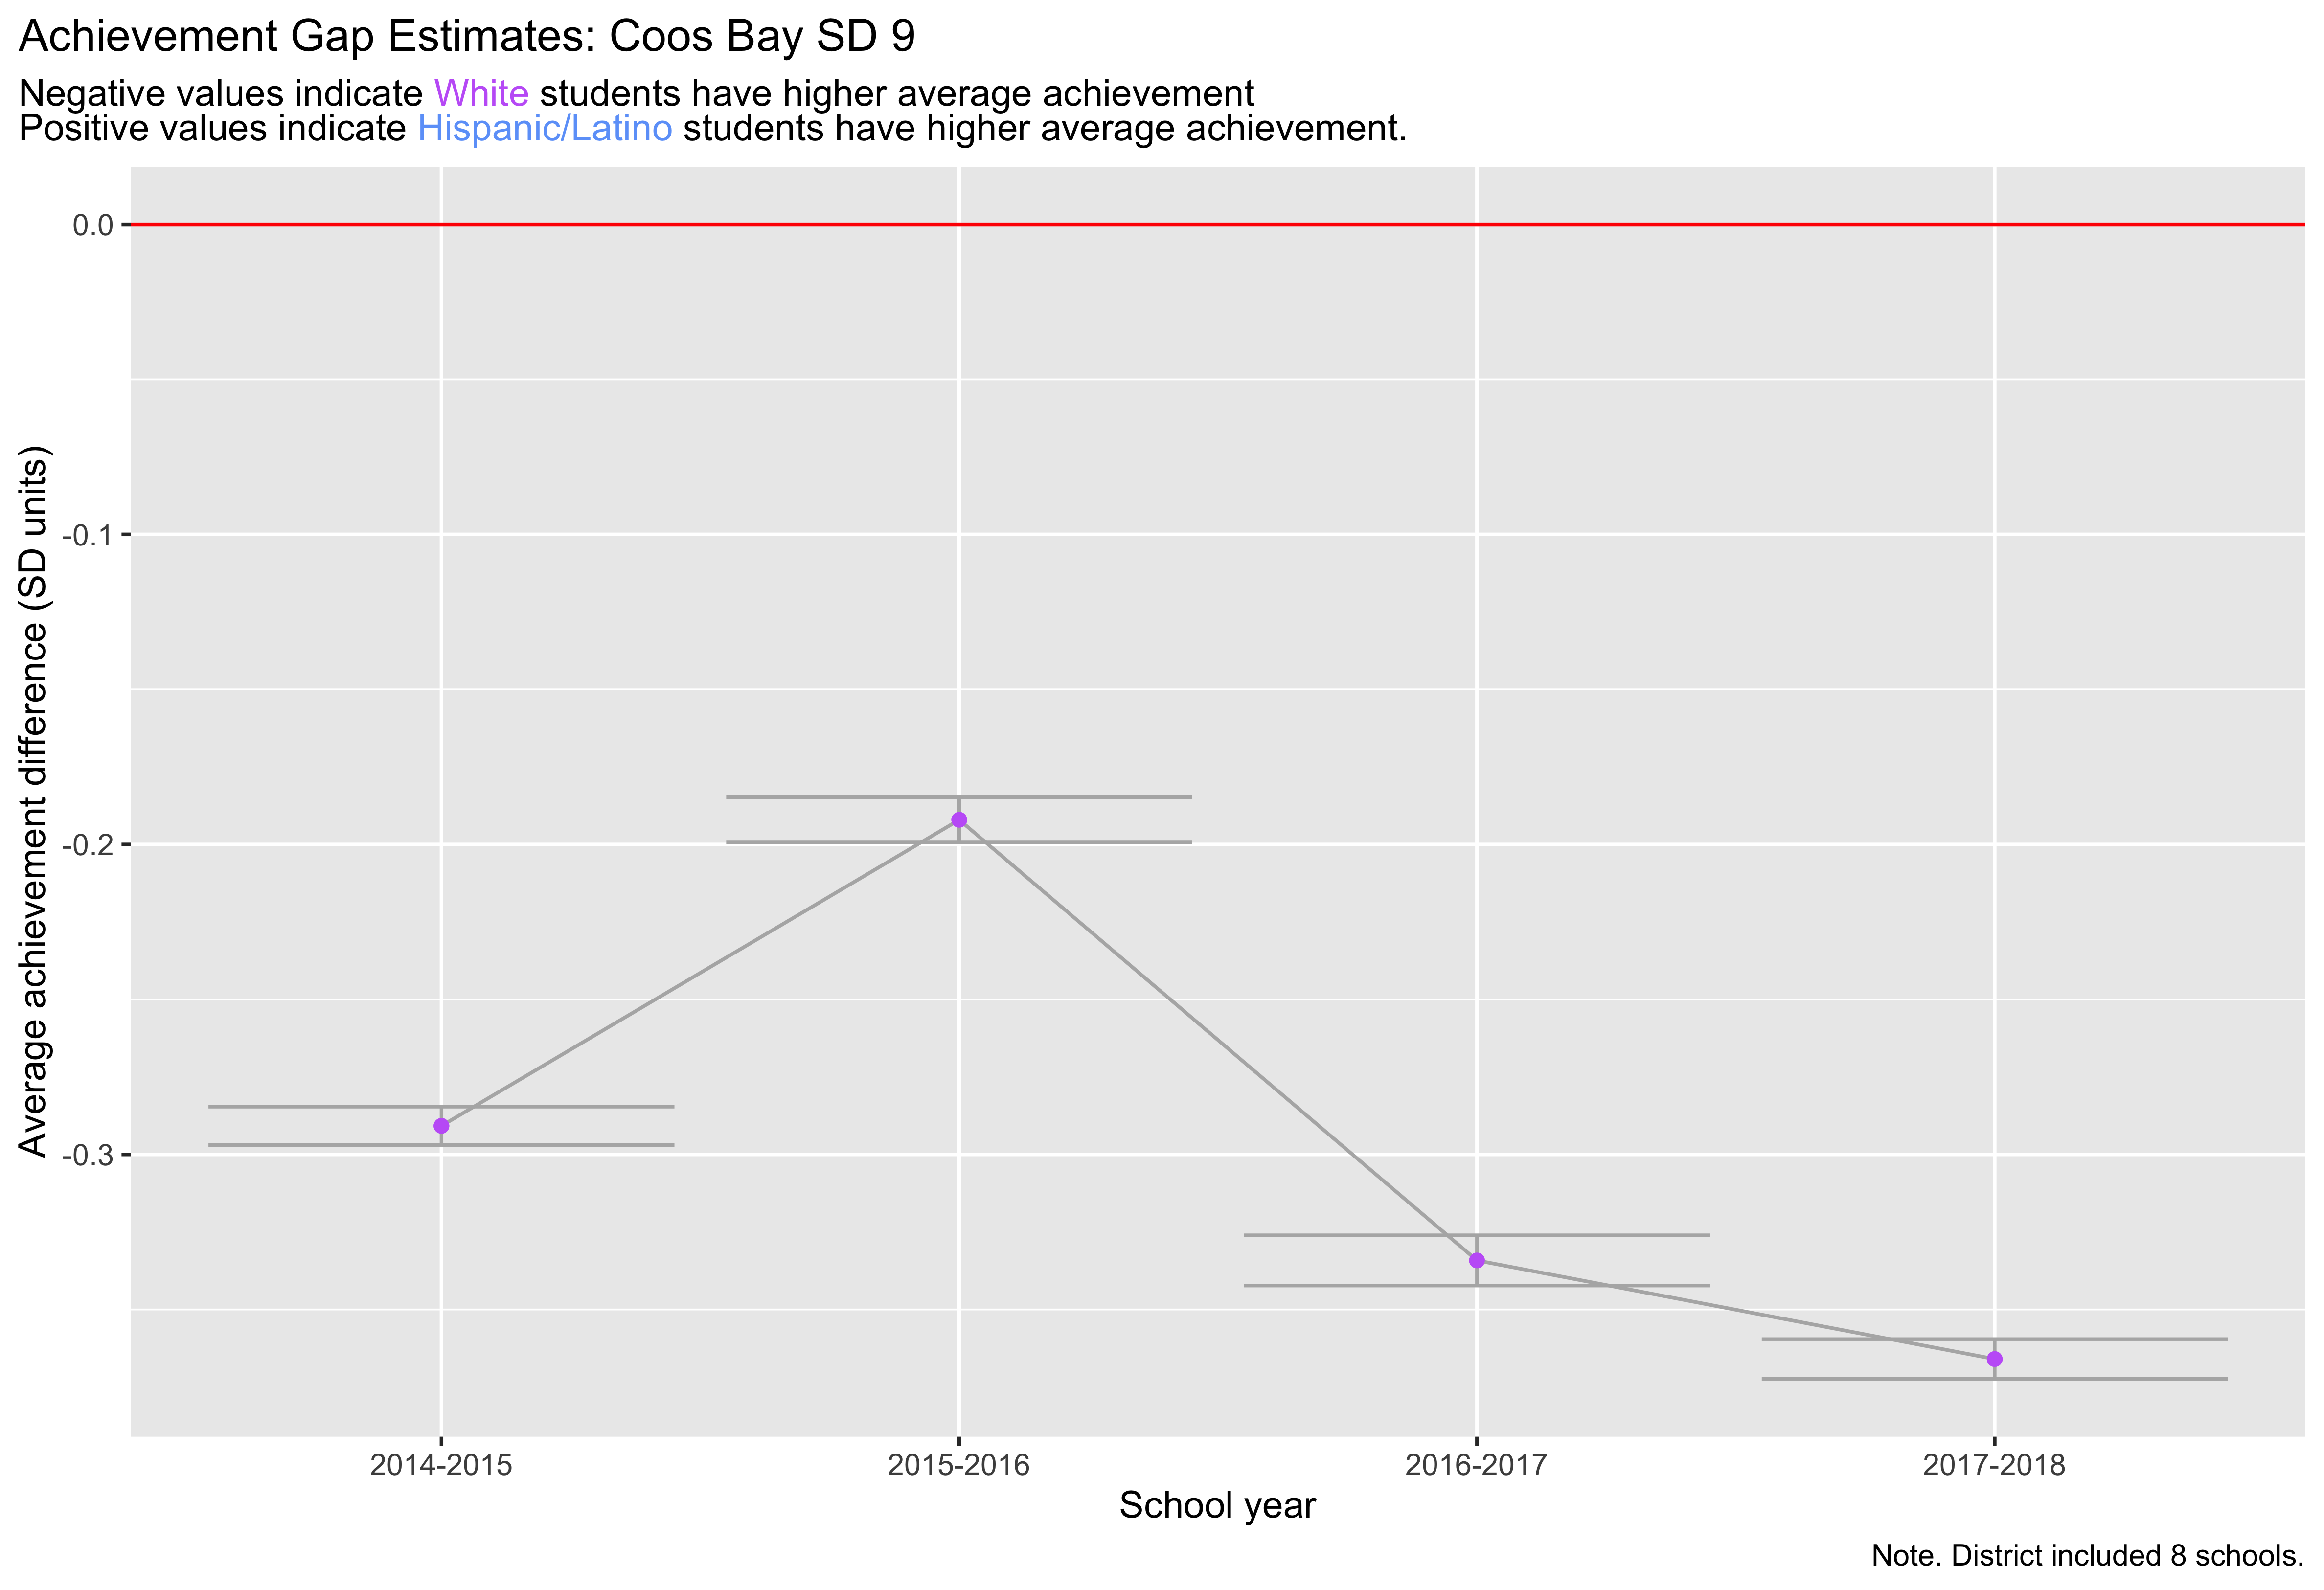 Achievement Gap Estimates: Coos Bay SD 9
Negative values indicate White students have higher average achievement
Positive values indicate Hispanic/Latino students have higher average achievement.
Average achievement difference (SD units)
0.0
-0.1
-0.2
-0.3
2014-2015
2015-2016
2016-2017
2017-2018
School year
Note. District included 8 schools.